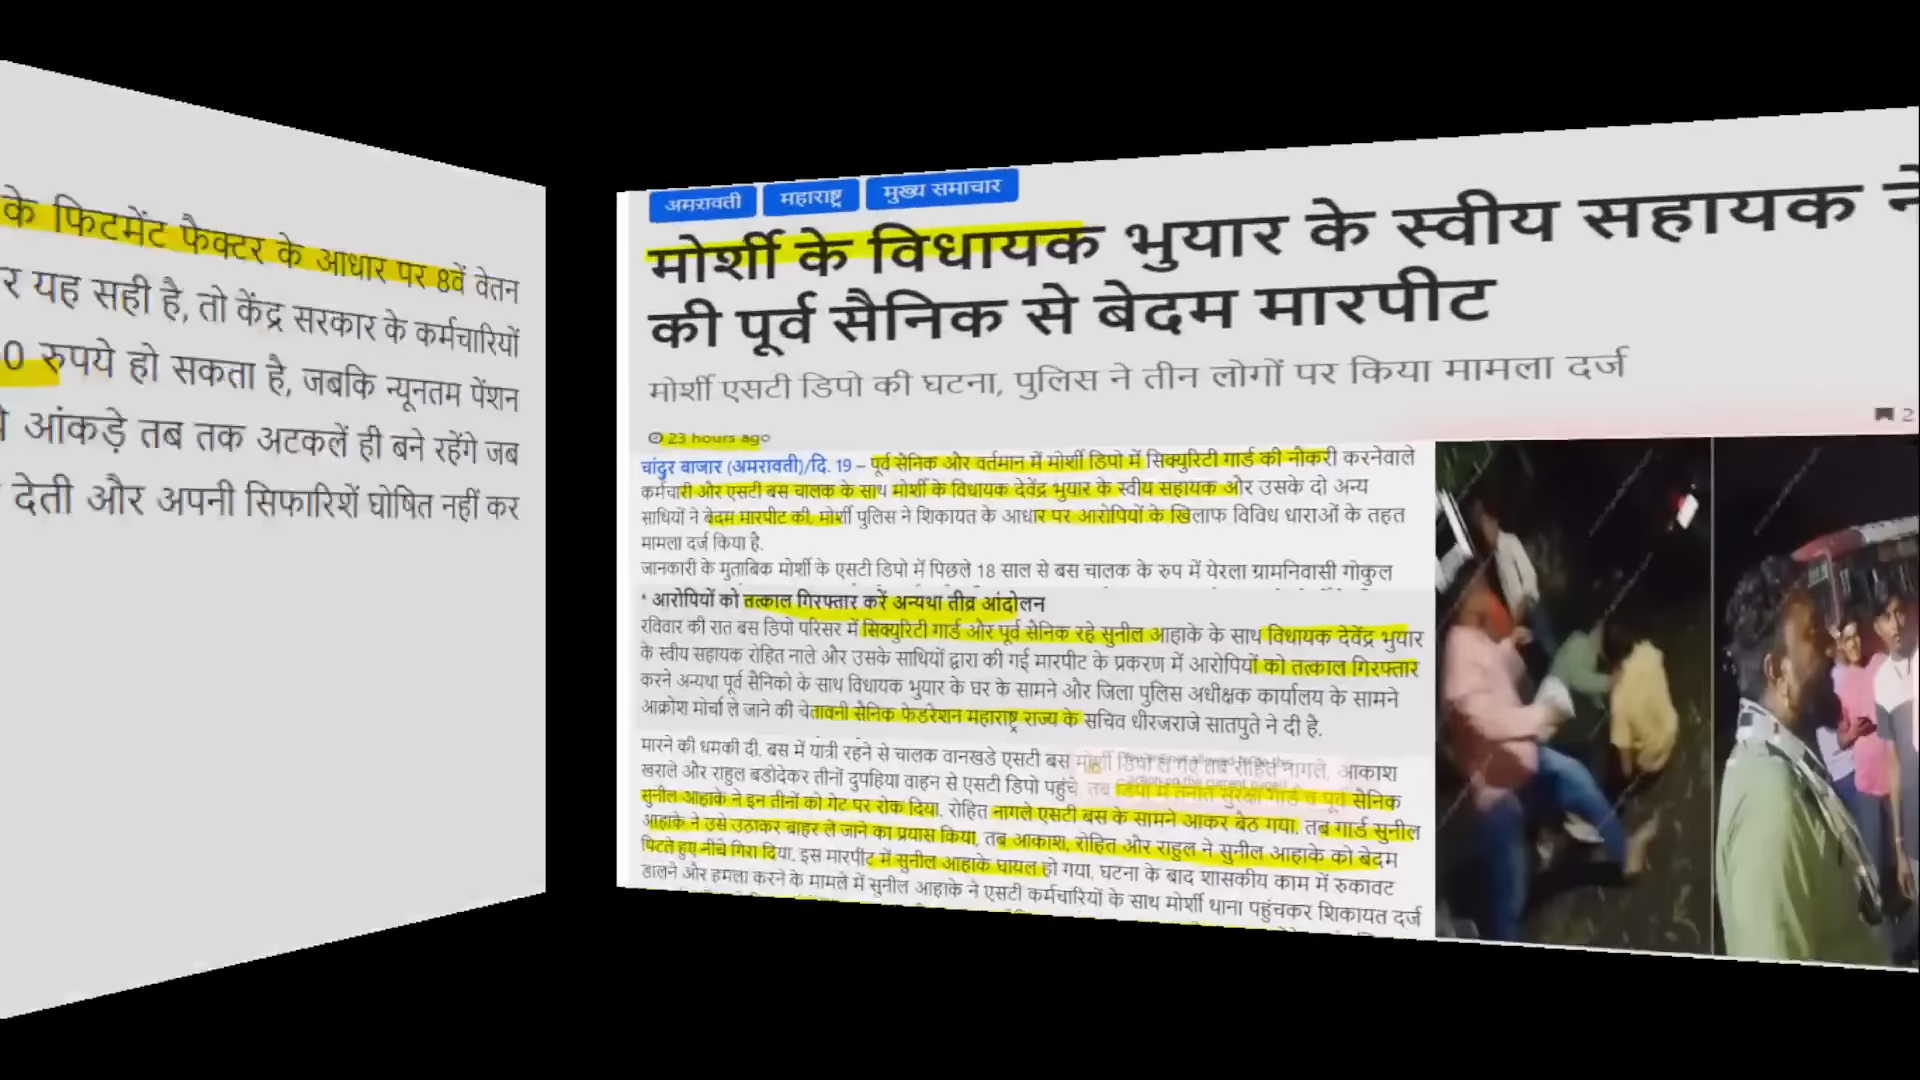 के फिटमेंट फैक्टर के आधार पर 8वें वेतन
र यह सही है, तो केंद्र सरकार के कर्मचारियों
0 रुपये हो सकता है, जबकि न्यूनतम पेंशन
आंकड़े तब तक अटकलें ही बने रहेंगे जब
देती और अपनी सिफारिशें घोषित नहीं कर
अमरावती महाराष्ट्र मुख्य समाचार
मोर्शी के विधायक भुयार के स्वीय सहायक ने
की पूर्व सैनिक से बेदम मारपीट
मोर्शी एसटी डिपो की घटना, पुलिस ने तीन लोगों पर किया मामला दर्ज
23 hours ago
2
चांदुर बाजार (अमरावती)/दि. 19 – पूर्व सैनिक और वर्तमान में मोर्शी डिपो में सिक्युरिटी गार्ड की नौकरी करनेवाले
कर्मचारी और एसटी बस चालक के साथ मोर्शी के विधायक देवेंद्र भुयार के स्वीय सहायक और उसके दो अन्य
साथियों ने बेदम मारपीट की. मोर्शी पुलिस ने शिकायत के आधार पर आरोपियों के खिलाफ विविध धाराओं के तहत
मामला दर्ज किया है.
जानकारी के मुताबिक मोर्शी के एसटी डिपो में पिछले 18 साल से बस चालक के रुप में येरला ग्रामनिवासी गोकुल
* आरोपियों को तत्काल गिरफ्तार करें अन्यथा तीव्र आंदोलन
रविवार की रात बस डिपो परिसर में सिक्युरिटी गार्ड और पूर्व सैनिक रहे सुनील आहाके के साथ विधायक देवेंद्र भुयार
के स्वीय सहायक रोहित नाले और उसके साथियों द्वारा की गई मारपीट के प्रकरण में आरोपियों को तत्काल गिरफ्तार
करने अन्यथा पूर्व सैनिको के साथ विधायक भुयार के घर के सामने और जिला पुलिस अधीक्षक कार्यालय के सामने
आक्रोश मोर्चा ले जाने की चेतावनी सैनिक फेडरेशन महाराष्ट्र राज्य के सचिव धीरजराजे सातपुते ने दी है.
मारने की धमकी दी. बस में यात्री रहने से चालक वानखडे एसटी बस मोर्शी डिपो ले गए तब रोहित नागले, आकाश
खराले और राहुल बडोदेकर तीनों दुपहिया वाहन से एसटी डिपो पहुंचे तब डिपो में तैनात सुरक्षा गार्ड व पूर्व सैनिक
सुनील आहाके ने इन तीनों को गेट पर रोक दिया. रोहित नागले एसटी बस के सामने आकर बैठ गया. तब गार्ड सुनील
आहाके ने उसे उठाकर बाहर ले जाने का प्रयास किया, तब आकाश, रोहित और राहुल ने सुनील आहाके को बेदम
पिटते हुए नीचे गिरा दिया. इस मारपीट में सुनील आहाके घायल हो गया. घटना के बाद शासकीय काम में रुकावट
डालने और हमला करने के मामले में सुनील आहाके ने एसटी कर्मचारियों के साथ मोर्शी थाना पहुंचकर शिकायत दर्ज